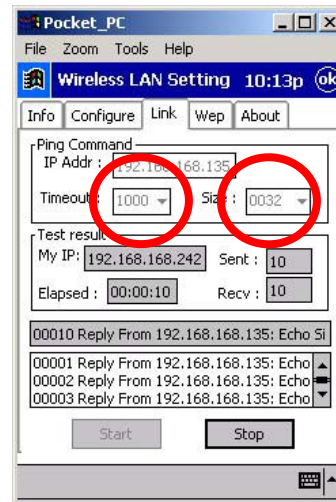 Pocket_PC
File Zoom Tools Help
Wireless LAN Setting 10:13p ok
Info Configure Link Wep About
Ping Command
IP Addr : 192.168.168.135
Timeout : 1000 Size : 0032
Test result
My IP: 192.168.168.242 Sent : 10
Elapsed : 00:00:10 Recv : 10
00010 Reply From 192.168.168.135: Echo Si
00001 Reply From 192.168.168.135: Echo
00002 Reply From 192.168.168.135: Echo
00003 Reply From 192.168.168.135: Echo
Start Stop